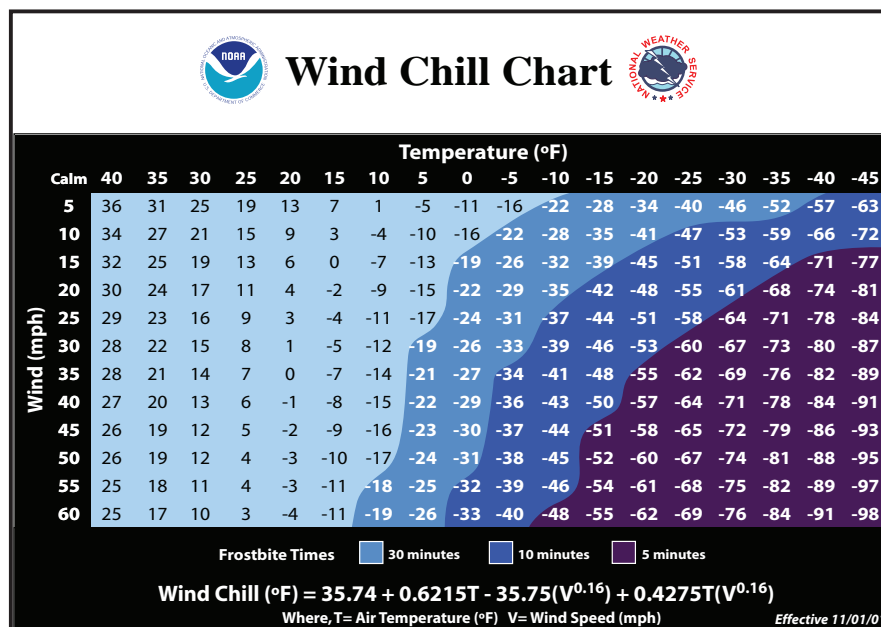 NATIONAL OCEANIC AND ATMOSPHERIC ADMINISTRATION
U.S. DEPARTMENT OF COMMERCE
NOAA
Wind Chill Chart
NATIONAL WEATHER SERVICE
Temperature (ºF)
Calm 40 35 30 25 20 15 10 5 0 -5 -10 -15 -20 -25 -30 -35 -40 -45
Wind (mph)
5 36 31 25 19 13 7 1 -5 -11 -16 -22 -28 -34 -40 -46 -52 -57 -63
10 34 27 21 15 9 3 -4 -10 -16 -22 -28 -35 -41 -47 -53 -59 -66 -72
15 32 25 19 13 6 0 -7 -13 -19 -26 -32 -39 -45 -51 -58 -64 -71 -77
20 30 24 17 11 4 -2 -9 -15 -22 -29 -35 -42 -48 -55 -61 -68 -74 -81
25 29 23 16 9 3 -4 -11 -17 -24 -31 -37 -44 -51 -58 -64 -71 -78 -84
30 28 22 15 8 1 -5 -12 -19 -26 -33 -39 -46 -53 -60 -67 -73 -80 -87
35 28 21 14 7 0 -7 -14 -21 -27 -34 -41 -48 -55 -62 -69 -76 -82 -89
40 27 20 13 6 -1 -8 -15 -22 -29 -36 -43 -50 -57 -64 -71 -78 -84 -91
45 26 19 12 5 -2 -9 -16 -23 -30 -37 -44 -51 -58 -65 -72 -79 -86 -93
50 26 19 12 4 -3 -10 -17 -24 -31 -38 -45 -52 -60 -67 -74 -81 -88 -95
55 25 18 11 4 -3 -11 -18 -25 -32 -39 -46 -54 -61 -68 -75 -82 -89 -97
60 25 17 10 3 -4 -11 -19 -26 -33 -40 -48 -55 -62 -69 -76 -84 -91 -98
Frostbite Times 30 minutes 10 minutes 5 minutes
Wind Chill (ºF) = 35.74 + 0.6215T - 35.75(V⁰·¹⁶) + 0.4275T(V⁰·¹⁶)
Where, T= Air Temperature (ºF) V= Wind Speed (mph)
Effective 11/01/0